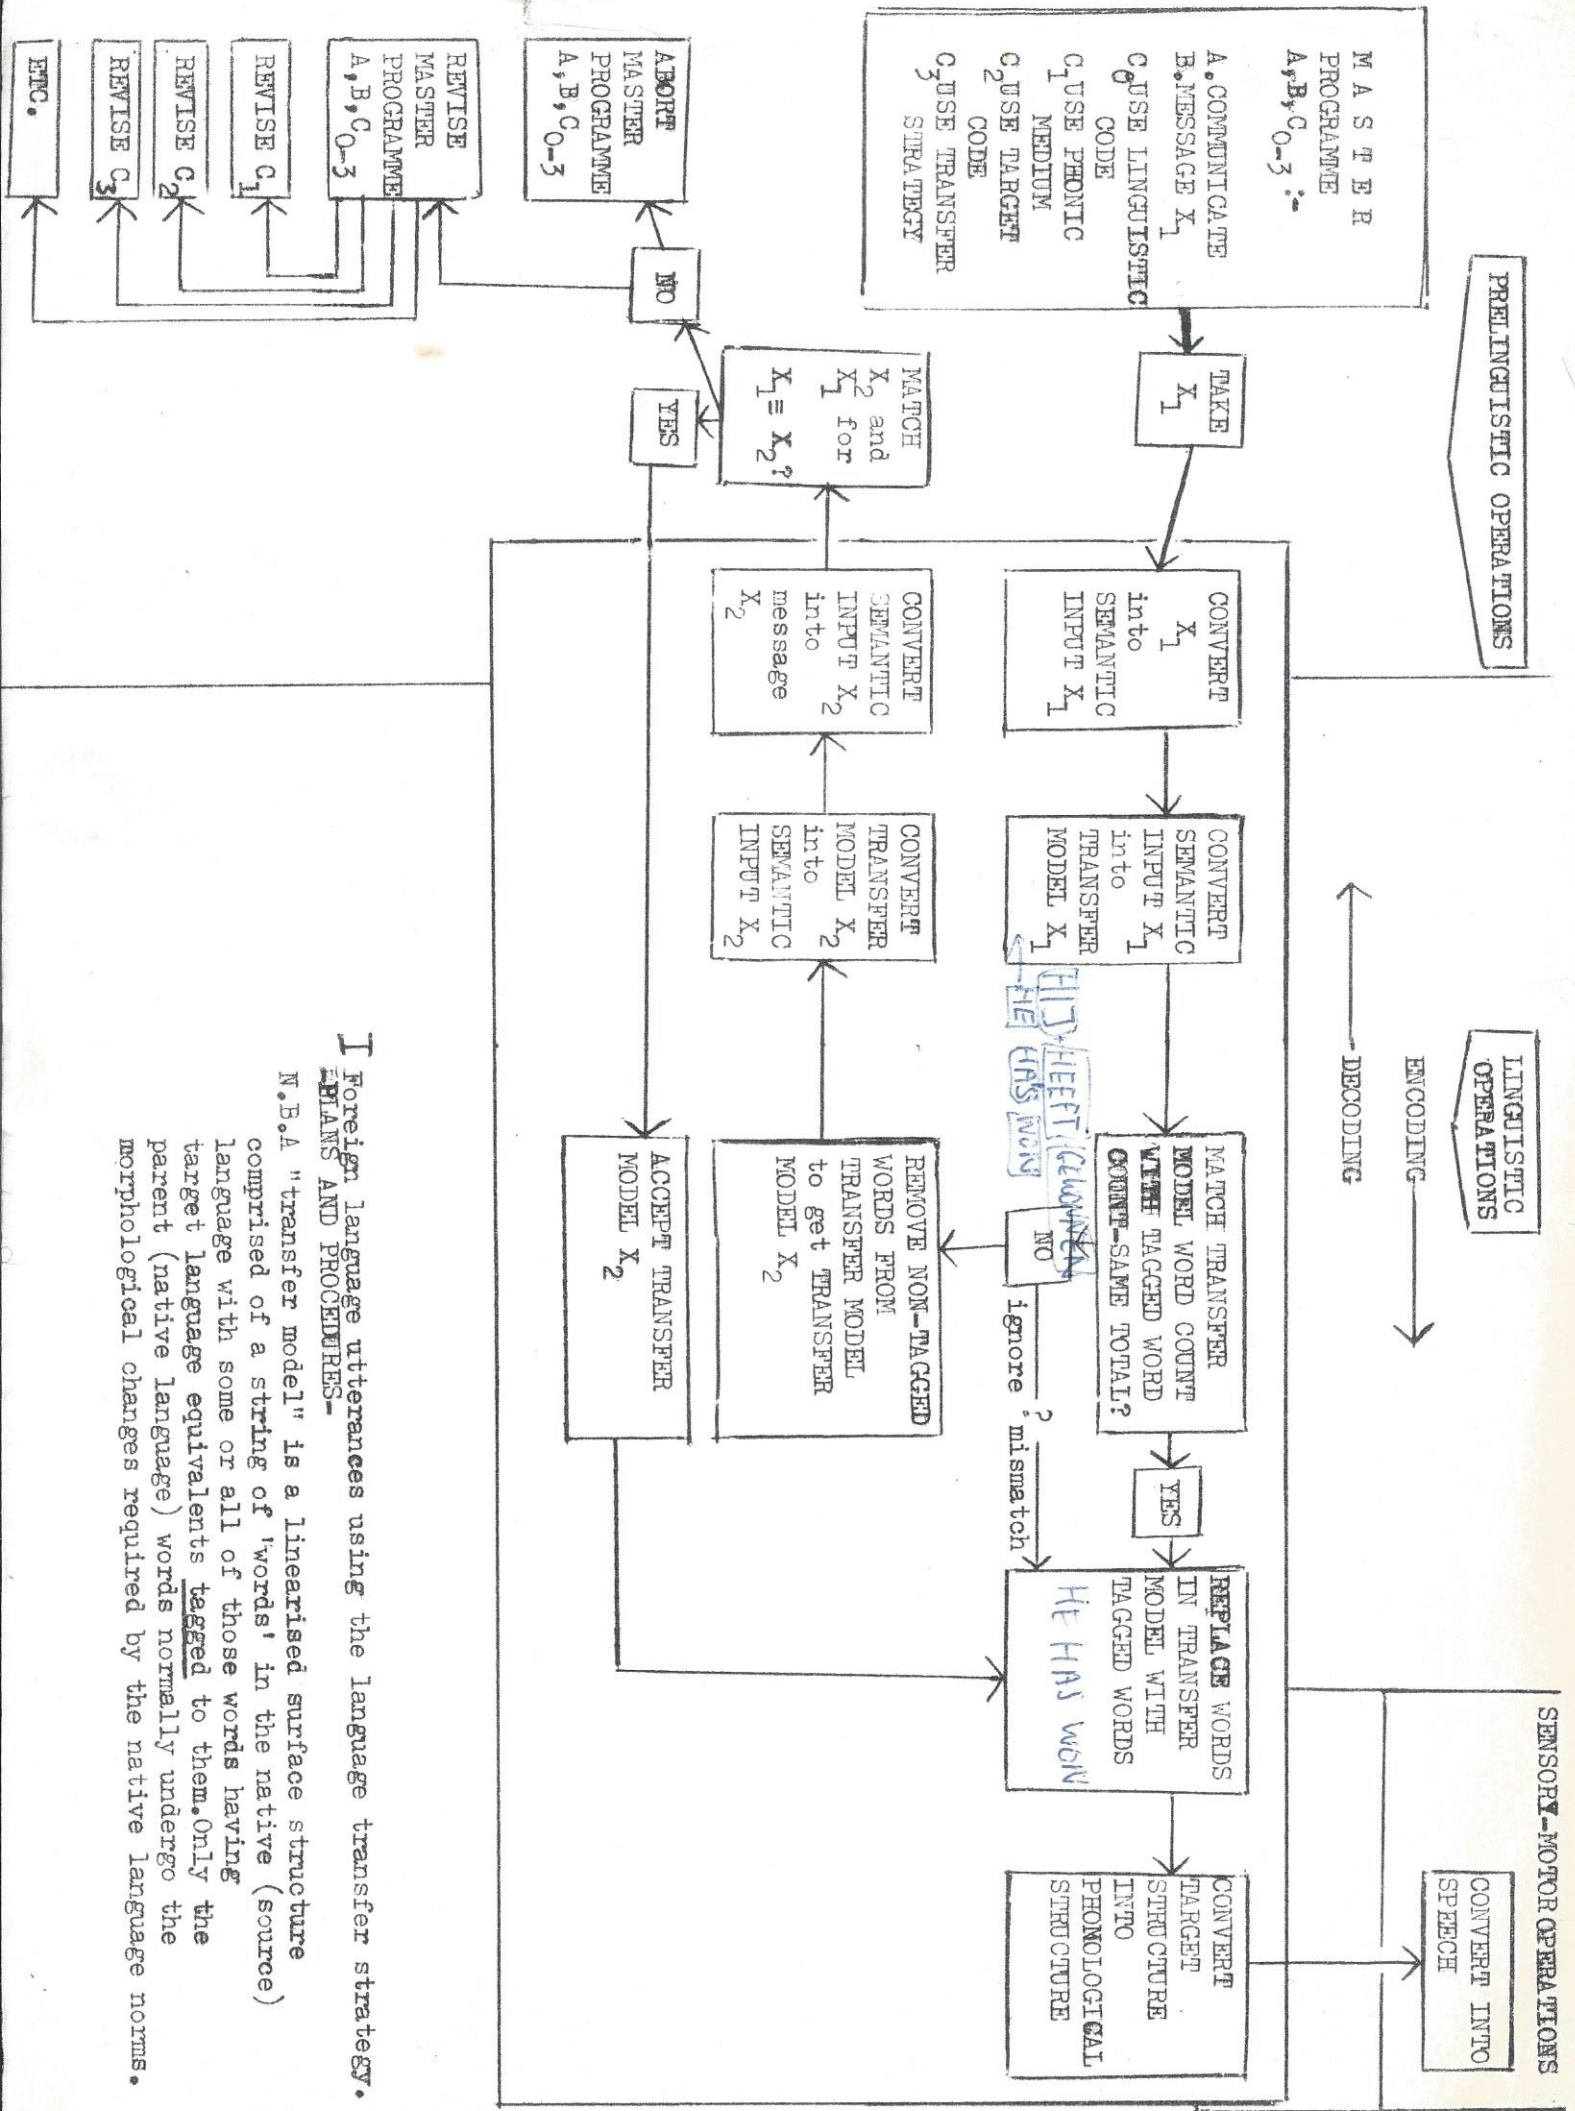 PRELINGUISTIC OPERATIONS
LINGUISTIC
OPERATIONS
SENSORY-MOTOR OPERATIONS
ENCODING
DECODING
CONVERT INTO
SPEECH
M A S T E R
PROGRAMME
A,B,C0-3 :-
A.COMMUNICATE
B.MESSAGE X1
C0USE LINGUISTIC
CODE
C1USE PHONIC
MEDIUM
C2USE TARGET
CODE
C3USE TRANSFER
STRATEGY
TAKE
X1
CONVERT
X1
into
SEMANTIC
INPUT X1
CONVERT
SEMANTIC
INPUT X1
into
TRANSFER
MODEL X1
HIJ HEEFT GEWONNEN
HE HAS WON
MATCH TRANSFER
MODEL WORD COUNT
WITH TAGGED WORD
COUNT-SAME TOTAL?
YES
NO
?
ignore mismatch
REPLACE WORDS
IN TRANSFER
MODEL WITH
TAGGED WORDS
HE HAS WON
CONVERT
TARGET
STRUCTURE
INTO
PHONOLOGICAL
STRUCTURE
MATCH
X2 and
X1 for
X1≡ X2?
CONVERT
SEMANTIC
INPUT X2
into
message
X2
CONVERT
TRANSFER
MODEL X2
into
SEMANTIC
INPUT X2
REMOVE NON-TAGGED
WORDS FROM
TRANSFER MODEL
to get TRANSFER
MODEL X2
NO
YES
ACCEPT TRANSFER
MODEL X2
ABORT
MASTER
PROGRAMME
A,B,C0-3
REVISE
MASTER
PROGRAMME
A,B,C0-3
REVISE C1
REVISE C2
REVISE C3
ETC.
I Foreign language utterances using the language transfer strategy.
-PLANS AND PROCEDURES-
N.B.A "transfer model" is a linearised surface structure
comprised of a string of 'words' in the native (source)
language with some or all of those words having
target language equivalents tagged to them.Only the
parent (native language) words normally undergo the
morphological changes required by the native language norms.